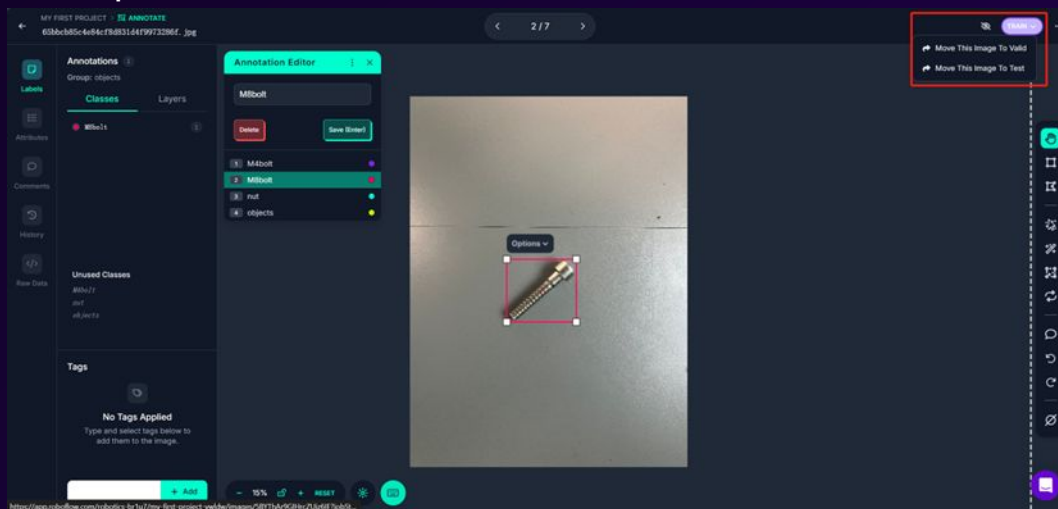 MY FIRST PROJECT > ANNOTATE
65bbcb85c4e84cf8d831d4f9973286f.jpg
2/7
TRAIN
Move This Image To Valid
Move This Image To Test
Labels
Attributes
Comments
History
Raw Data
Annotations
Group: objects
Classes
Layers
M8bolt
1
Unused Classes
nut
objects
Tags
No Tags Applied
Type and select tags below to
add them to the image.
+ Add
Annotation Editor
M8bolt
Delete
Save (Enter)
1 M4bolt
2 M8bolt
3 nut
4 objects
Options
- 15% + RESET